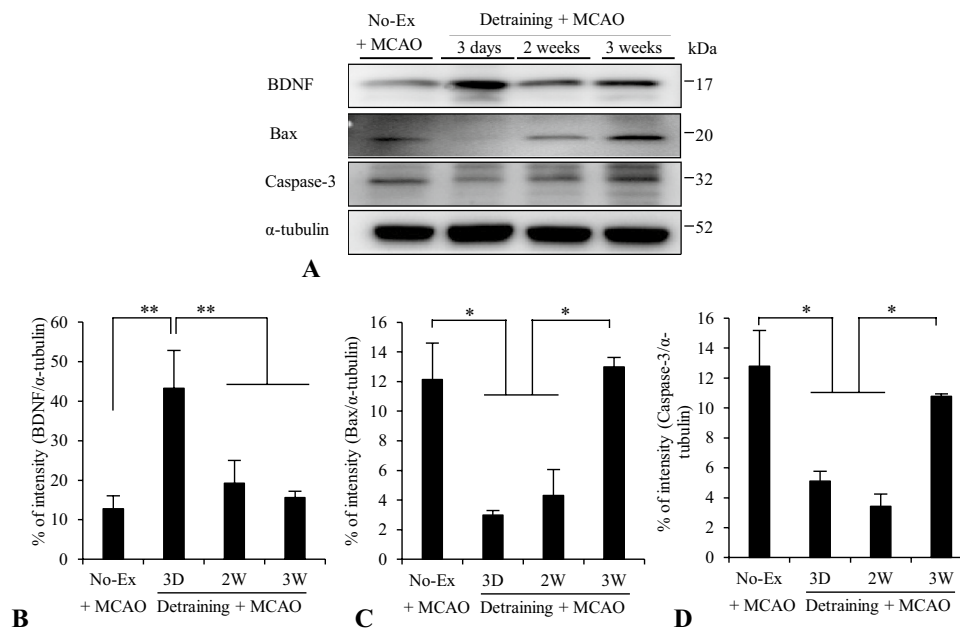 No-Ex
+ MCAO
Detraining + MCAO
3 days 2 weeks 3 weeks kDa
BDNF 17
Bax 20
Caspase-3 32
α-tubulin 52
A
% of intensity (BDNF/α-tubulin)
60
50
40
30
20
10
0
** **
No-Ex 3D 2W 3W
+ MCAO Detraining + MCAO
B
% of intensity (Bax/α-tubulin)
16
14
12
10
8
6
4
2
0
* *
No-Ex 3D 2W 3W
+ MCAO Detraining + MCAO
C
% of intensity (Caspase-3/α-
tubulin)
16
14
12
10
8
6
4
2
0
* *
No-Ex 3D 2W 3W
+ MCAO Detraining + MCAO
D